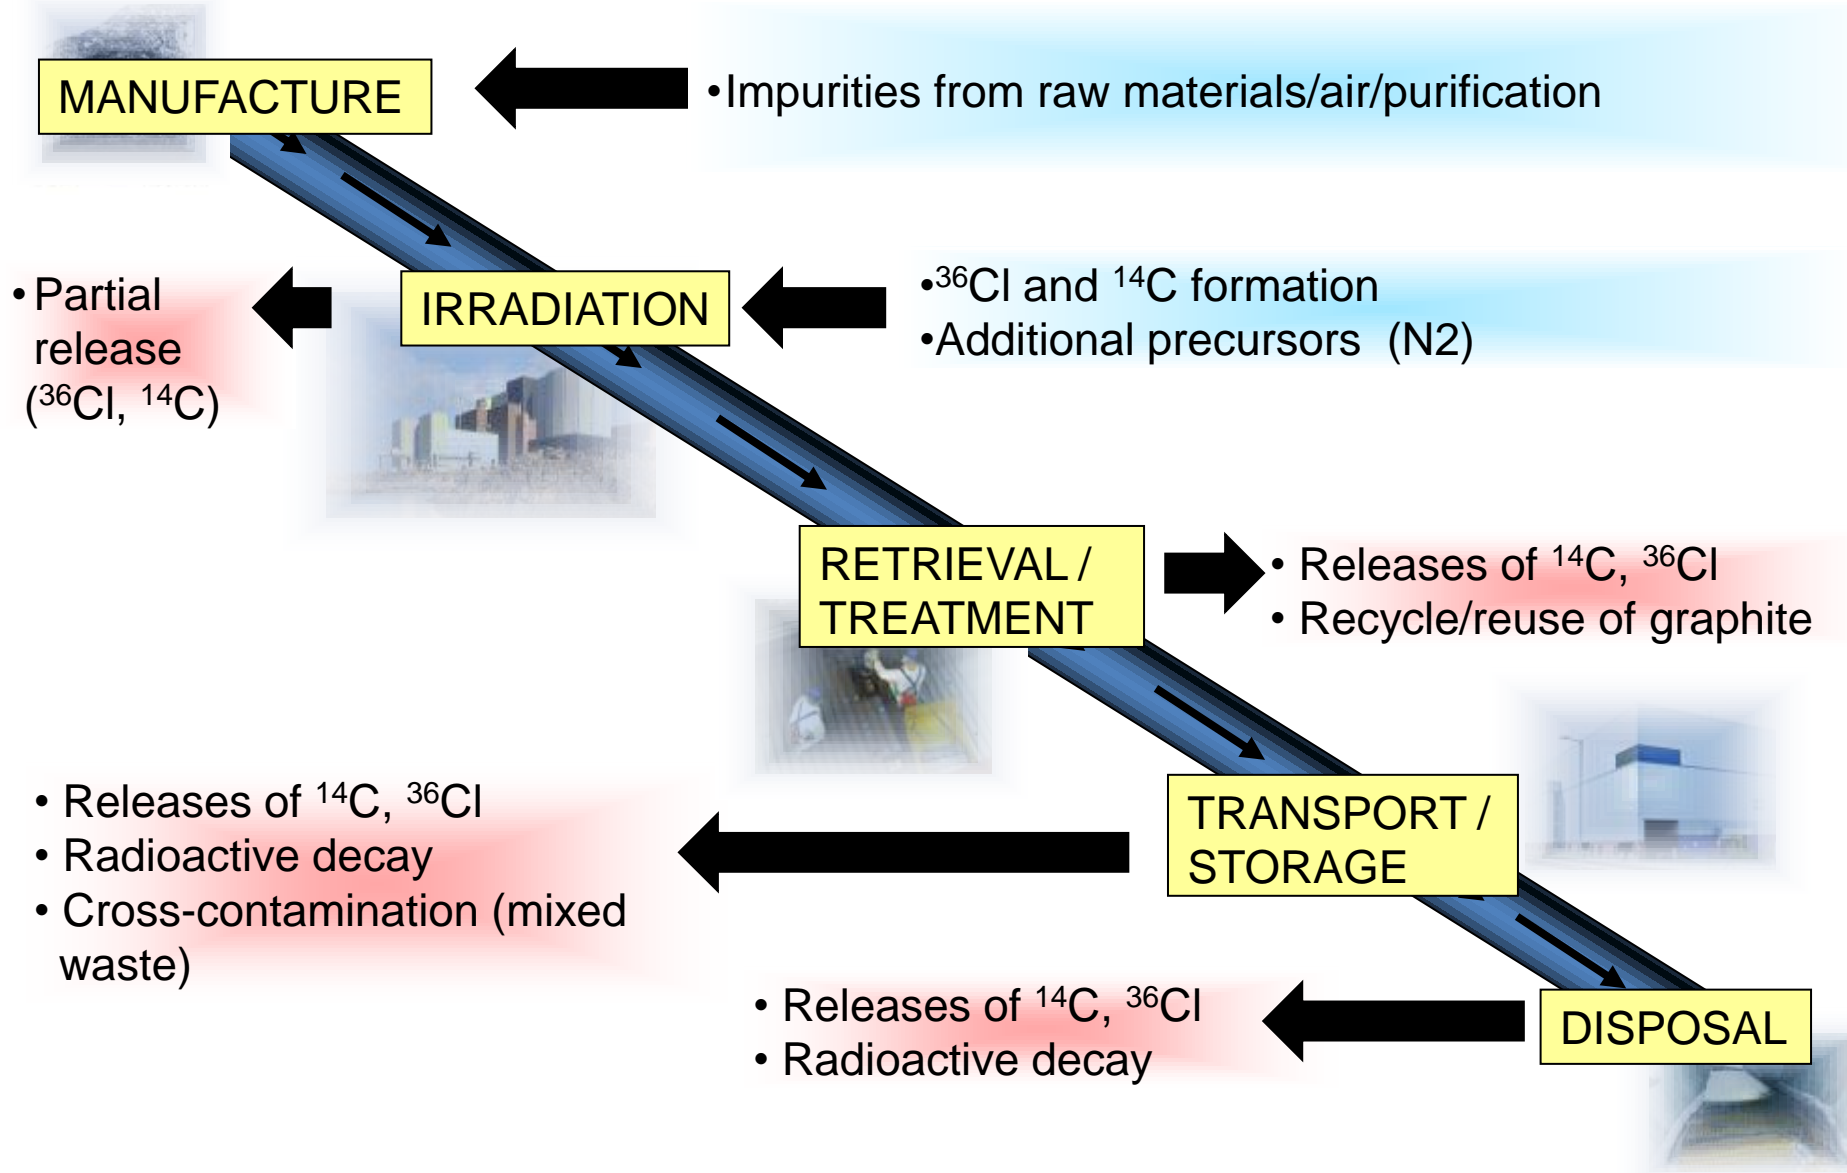 MANUFACTURE
•Impurities from raw materials/air/purification
• Partial
release
(³⁶Cl, ¹⁴C)
IRRADIATION
•³⁶Cl and ¹⁴C formation
•Additional precursors (N2)
RETRIEVAL /
TREATMENT
• Releases of ¹⁴C, ³⁶Cl
• Recycle/reuse of graphite
• Releases of ¹⁴C, ³⁶Cl
• Radioactive decay
• Cross-contamination (mixed
waste)
TRANSPORT /
STORAGE
• Releases of ¹⁴C, ³⁶Cl
• Radioactive decay
DISPOSAL